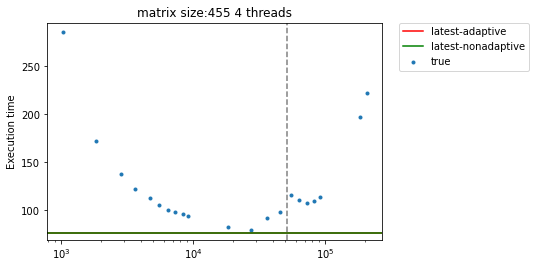 matrix size:455 4 threads
latest-adaptive
latest-nonadaptive
true
Execution time
250
200
150
100
10³ 10⁴ 10⁵